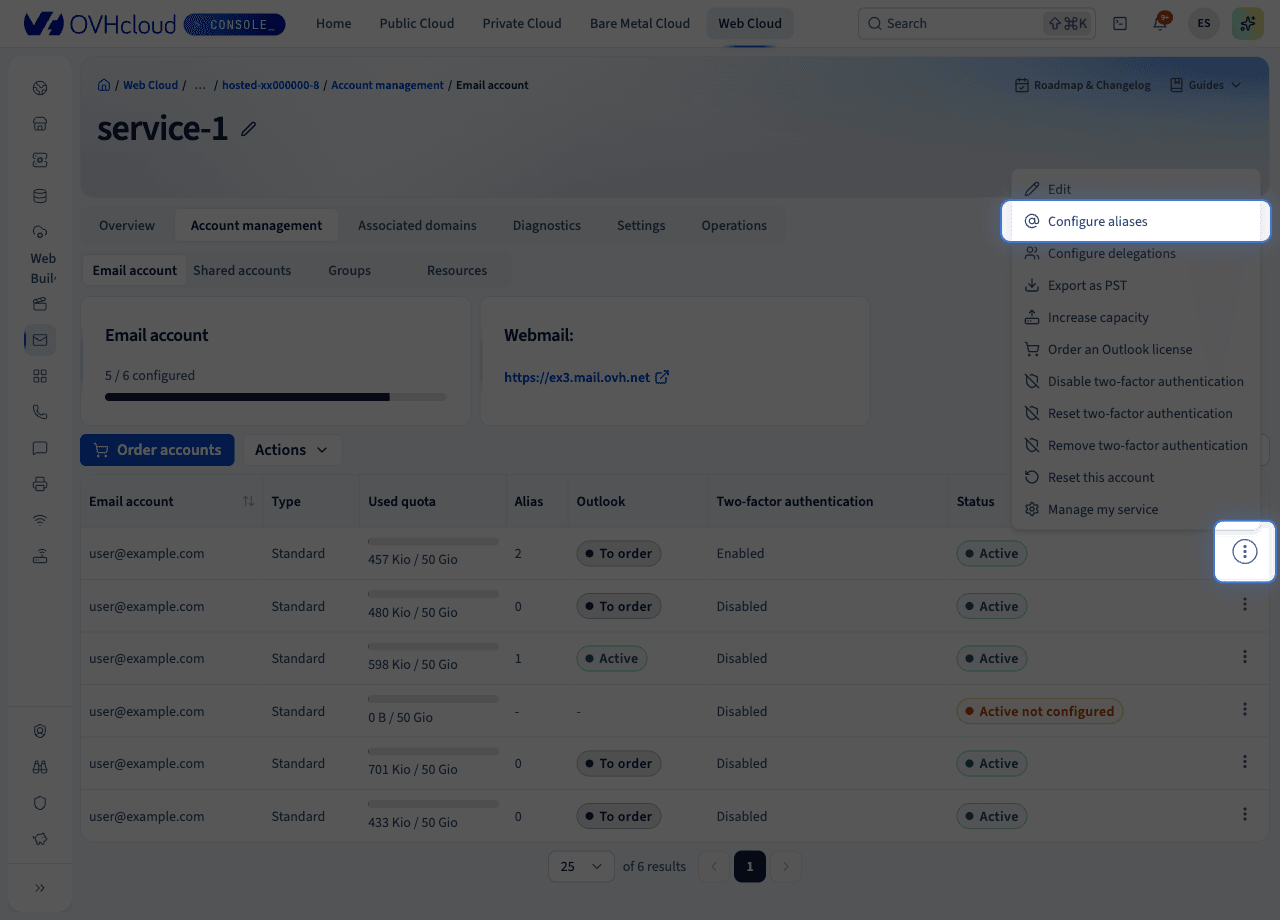 OVHcloud CONSOLE_ Home Public Cloud Private Cloud Bare Metal Cloud Web Cloud Search ⇧⌘K 9+ ES
/ Web Cloud / ... / hosted-xx000000-8 / Account management / Email account Roadmap & Changelog Guides
service-1
Edit
Configure aliases
Configure delegations
Export as PST
Increase capacity
Order an Outlook license
Disable two-factor authentication
Reset two-factor authentication
Remove two-factor authentication
Reset this account
Manage my service
Overview Account management Associated domains Diagnostics Settings Operations
Web
Buil
Email account Shared accounts Groups Resources
Email account
5 / 6 configured
Webmail:
https://ex3.mail.ovh.net
Order accounts Actions
Email account Type Used quota Alias Outlook Two-factor authentication Status
user@example.com Standard 457 Kio / 50 Gio 2 To order Enabled Active
user@example.com Standard 480 Kio / 50 Gio 0 To order Disabled Active
user@example.com Standard 598 Kio / 50 Gio 1 Active Disabled Active
user@example.com Standard 0 B / 50 Gio - - Disabled Active not configured
user@example.com Standard 701 Kio / 50 Gio 0 To order Disabled Active
user@example.com Standard 433 Kio / 50 Gio 0 To order Disabled Active
25 of 6 results 1